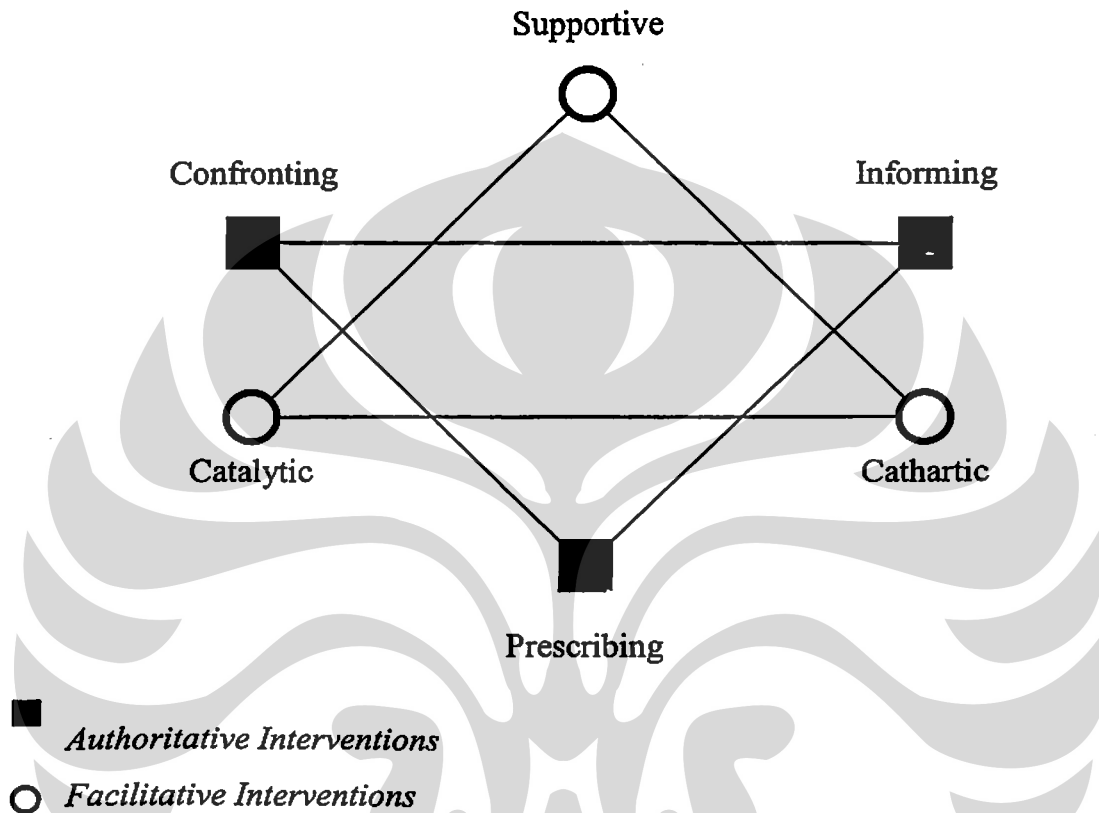 Supportive
Confronting
Informing
Catalytic
Cathartic
Prescribing
Authoritative Interventions
Facilitative Interventions